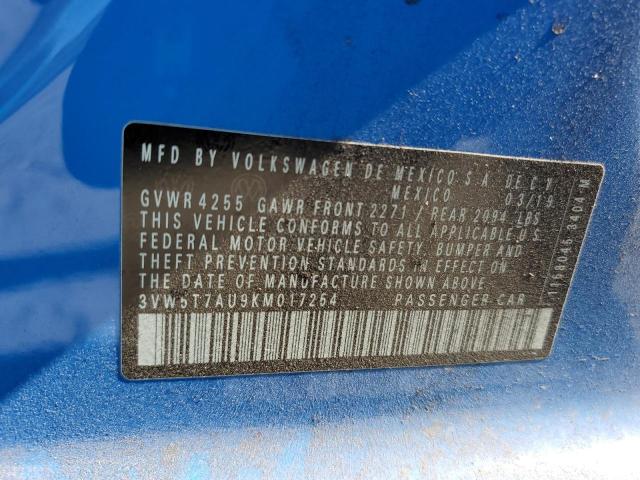 MFD BY VOLKSWAGEN DE MEXICO S A DE C V
MEXICO 03/19
GVWR 4255 GAWR FRONT 2271 / REAR 2094 LBS
THIS VEHICLE CONFORMS TO ALL APPLICABLE U.S.
FEDERAL MOTOR VEHICLE SAFETY, BUMPER AND
THEFT PREVENTION STANDARDS IN EFFECT ON
THE DATE OF MANUFACTURE SHOWN ABOVE
3VW5T7AU9KM017254 PASSENGER CAR
3404 M